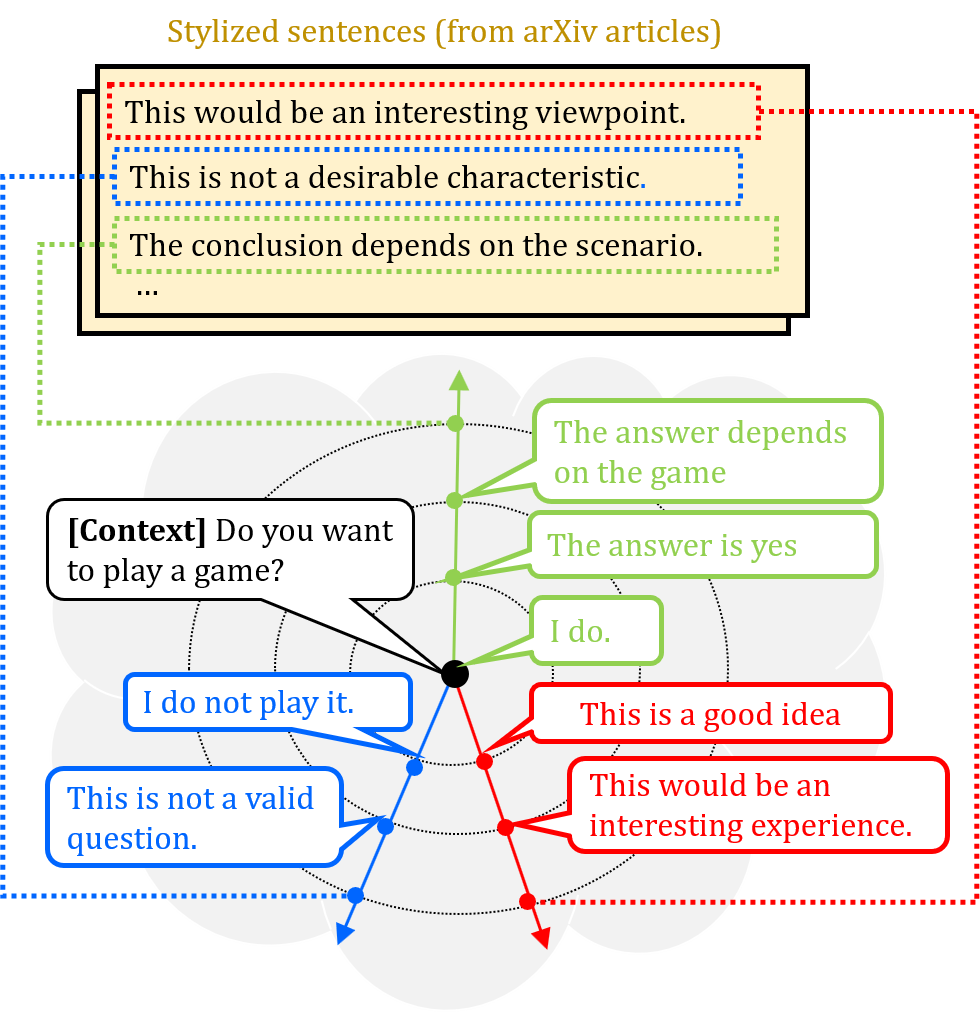 Stylized sentences (from arXiv articles)
This would be an interesting viewpoint.
This is not a desirable characteristic.
The conclusion depends on the scenario.
...
The answer depends
on the game
[Context] Do you want
to play a game?
The answer is yes
I do.
I do not play it.
This is a good idea
This is not a valid
question.
This would be an
interesting experience.